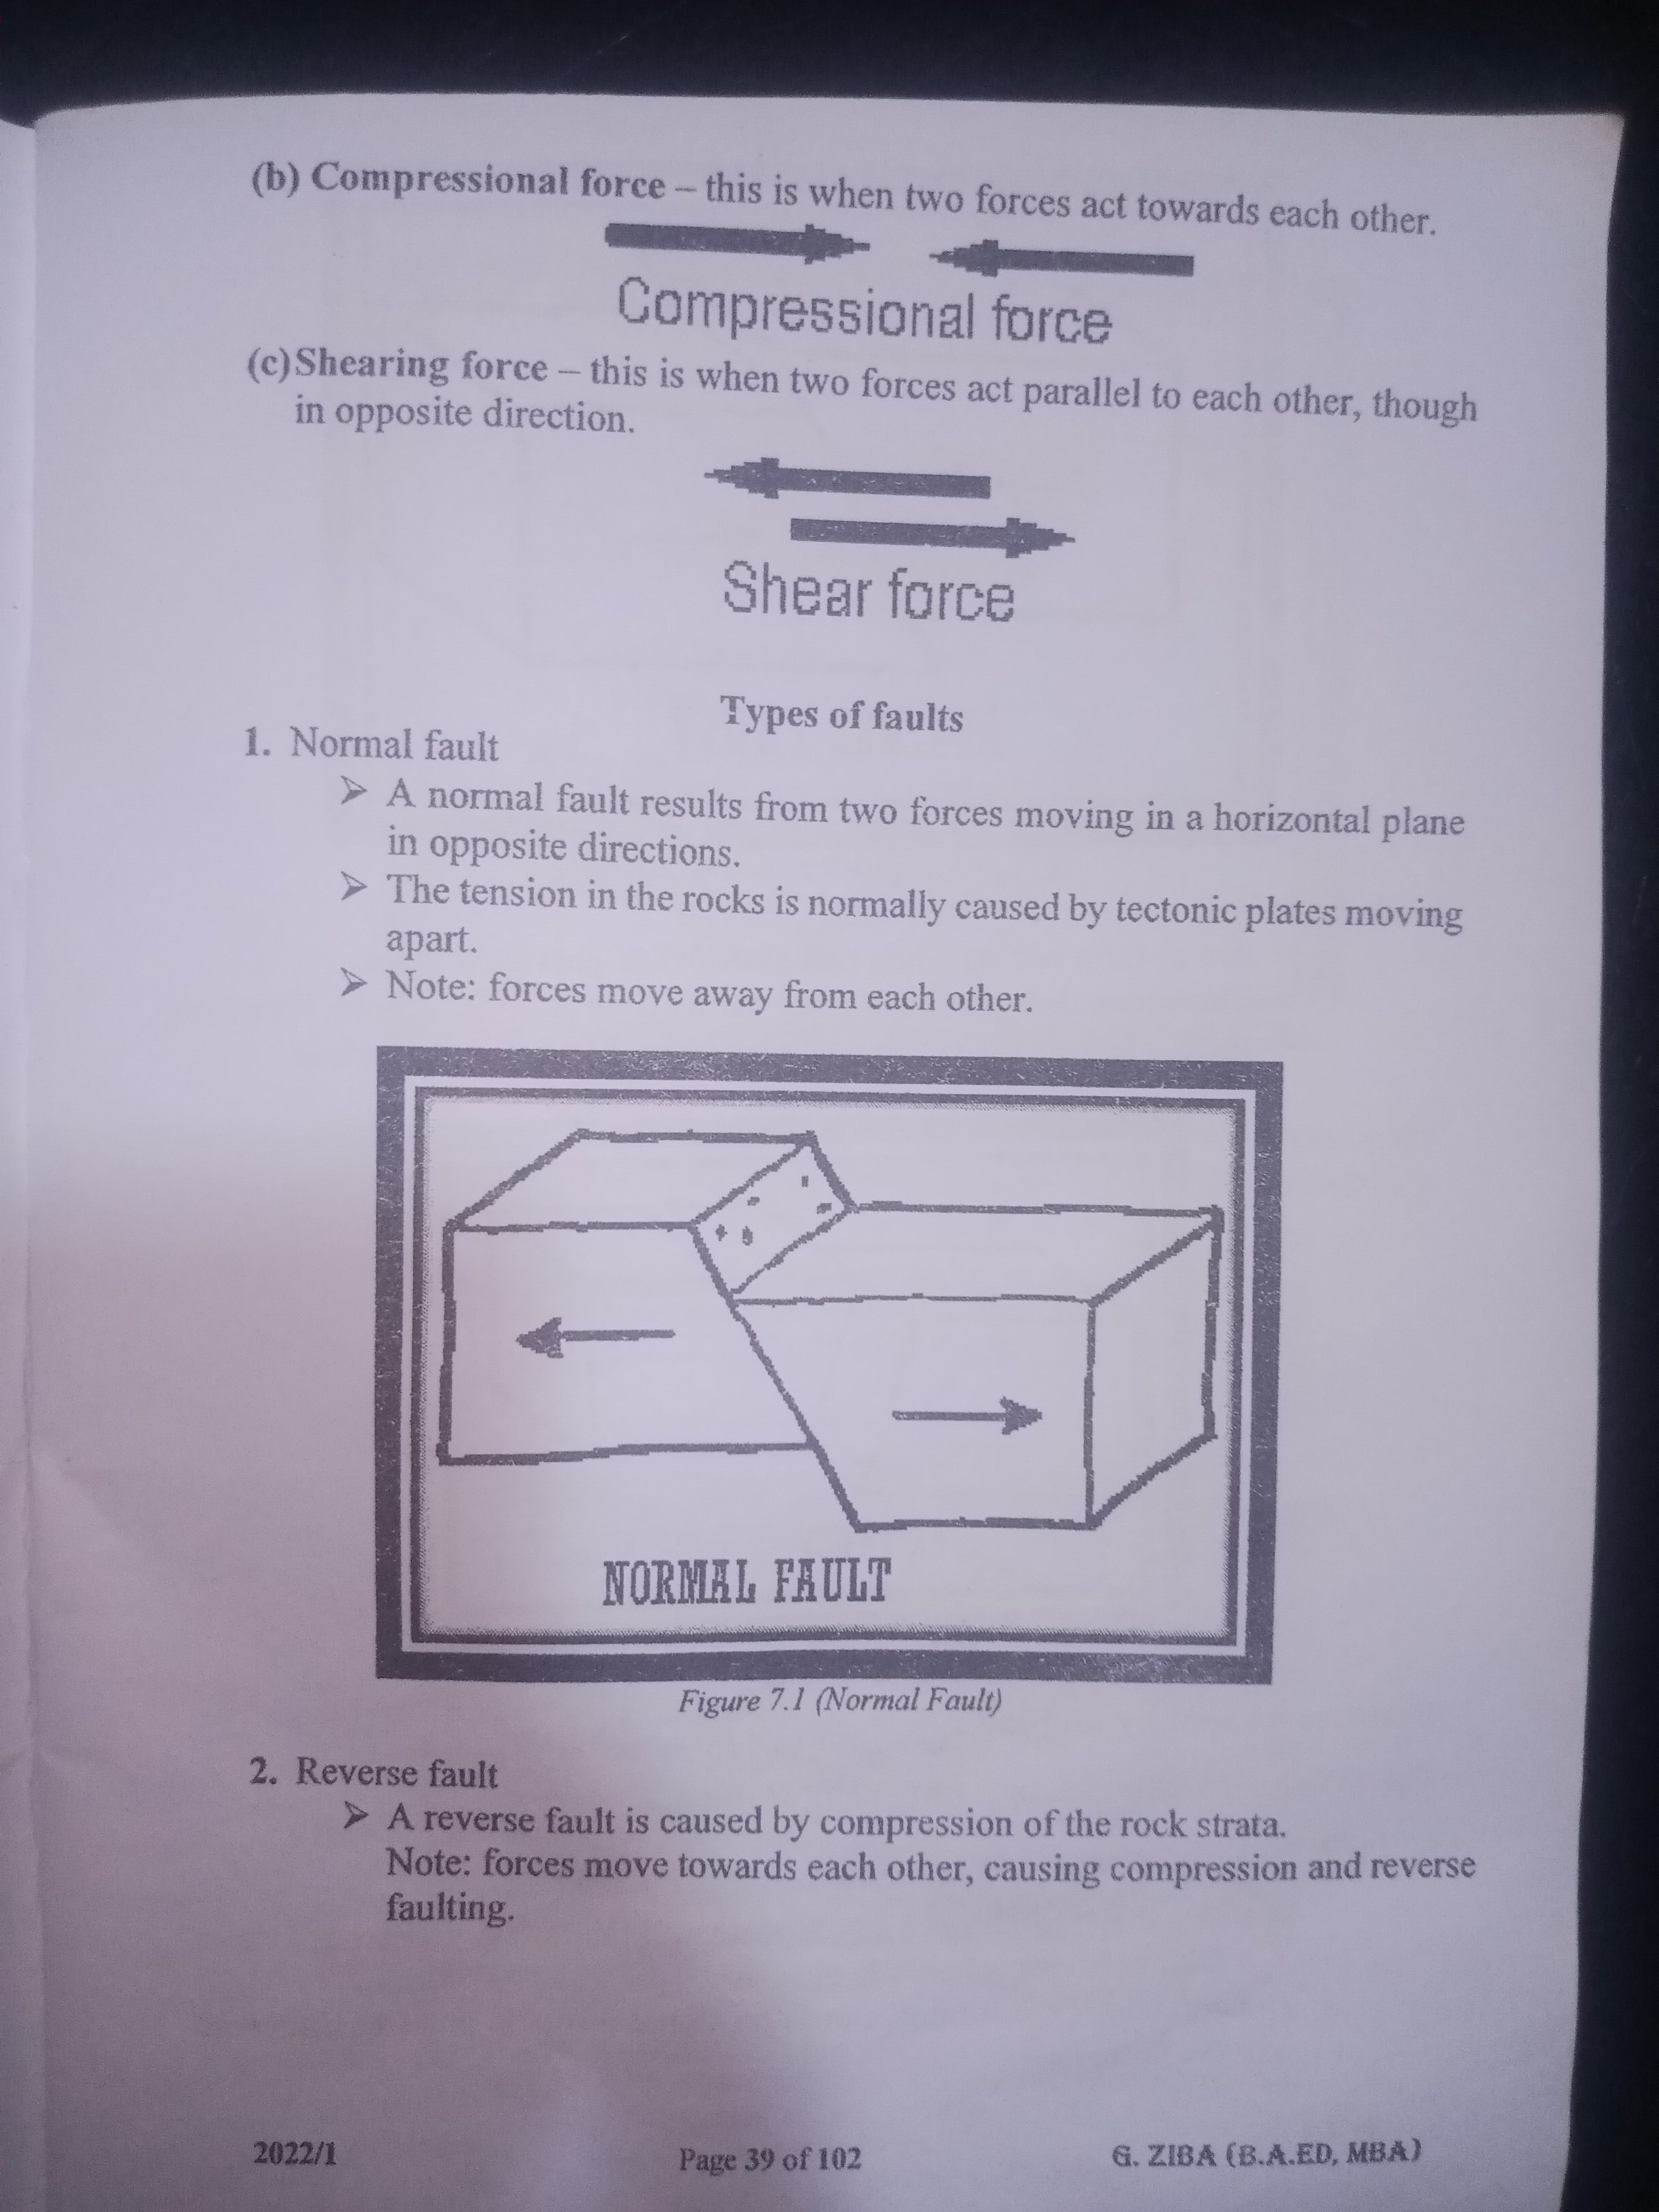 (b) Compressional force – this is when two forces act towards each other.
Compressional force
(c)Shearing force – this is when two forces act parallel to each other, though
in opposite direction.
Shear force
Types of faults
1. Normal fault
➢ A normal fault results from two forces moving in a horizontal plane
in opposite directions.
➢ The tension in the rocks is normally caused by tectonic plates moving
apart.
➢ Note: forces move away from each other.
NORMAL FAULT
Figure 7.1 (Normal Fault)
2. Reverse fault
➢ A reverse fault is caused by compression of the rock strata.
Note: forces move towards each other, causing compression and reverse
faulting.
2022/1 Page 39 of 102 G. ZIBA (B.A.ED, MBA)